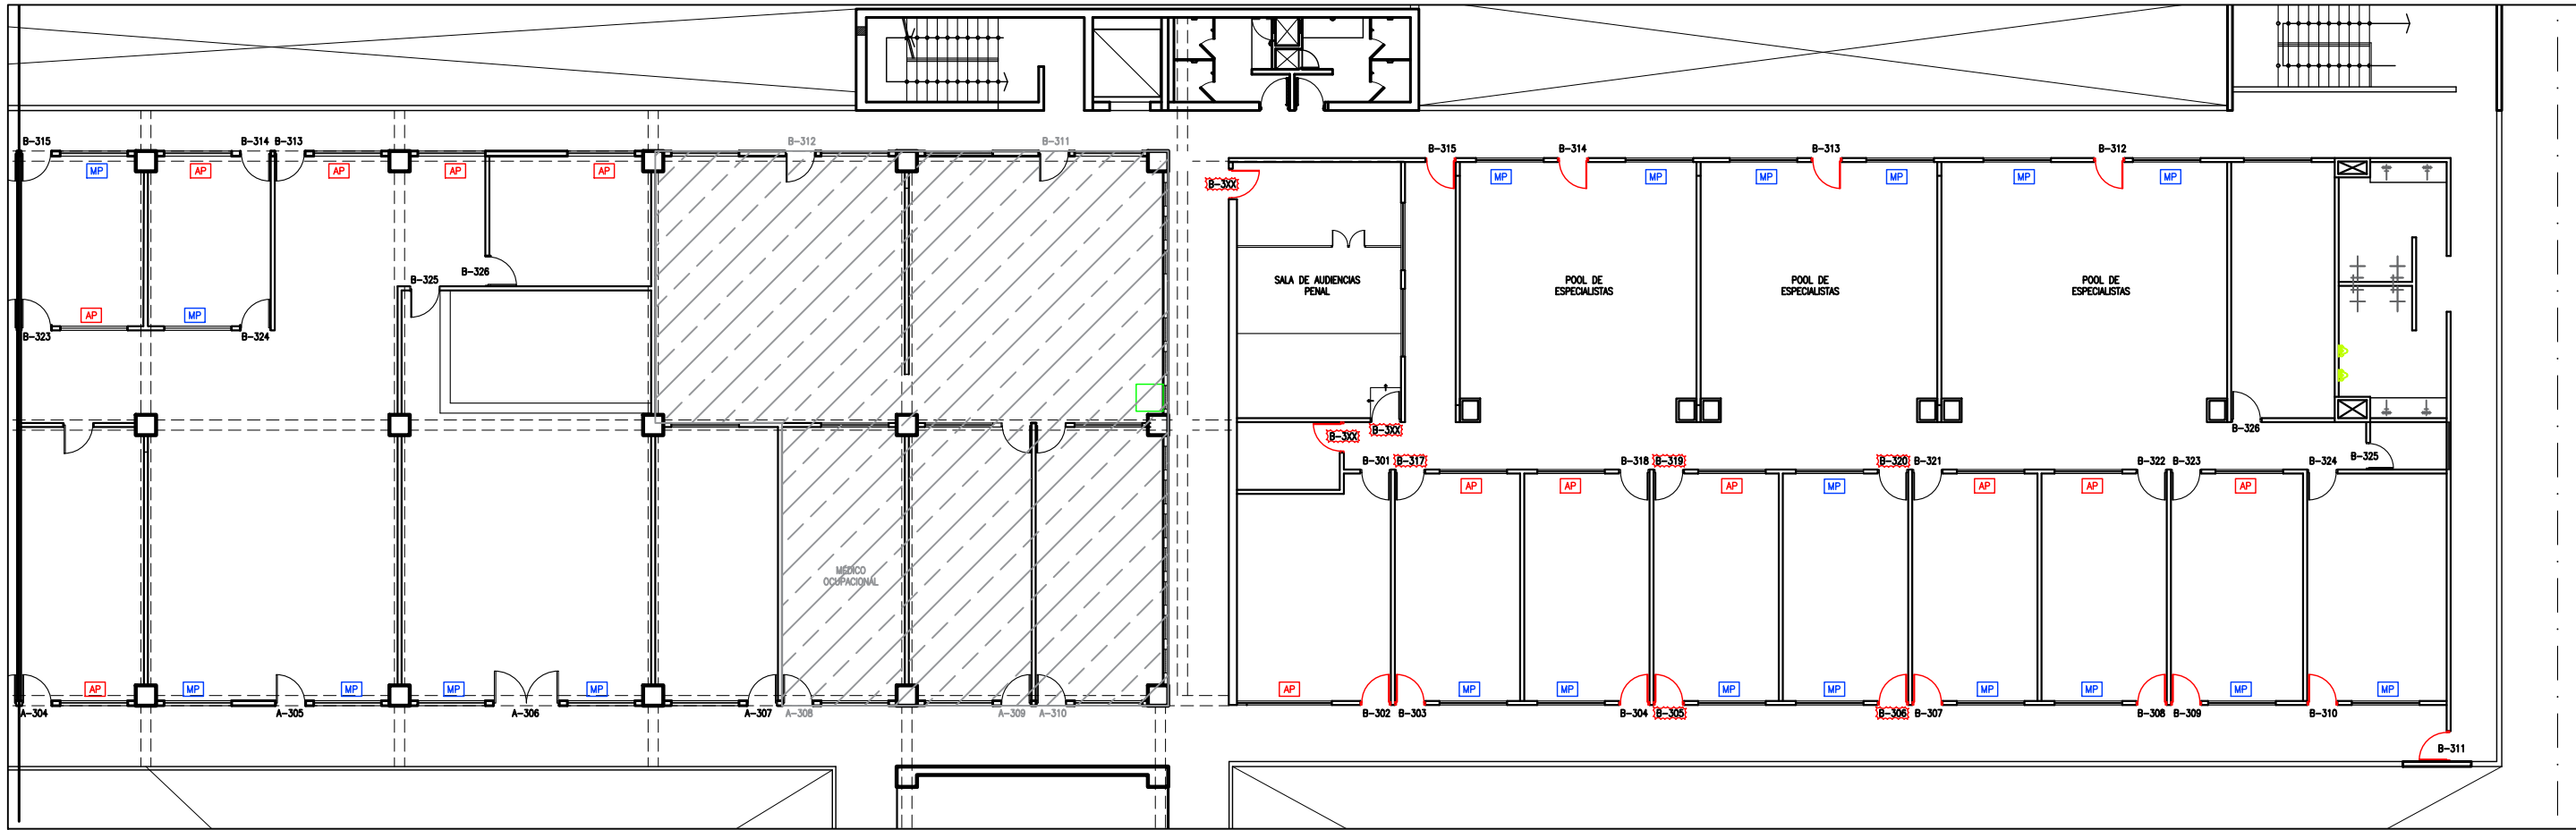 B-315
B-314
B-313
B-312
B-311
B-315
B-314
B-313
B-312
MP
AP
AP
AP
AP
B-3XX
MP
MP
MP
MP
MP
MP
B-326
B-325
SALA DE AUDIENCIAS
PENAL
POOL DE
ESPECIALISTAS
POOL DE
ESPECIALISTAS
POOL DE
ESPECIALISTAS
AP
MP
B-323
B-324
B-3XX
B-3XX
B-326
B-301
B-317
B-318
B-319
B-320
B-321
B-322
B-323
B-324
B-325
AP
AP
AP
MP
AP
AP
AP
MÉDICO
OCUPACIONAL
AP
MP
MP
MP
MP
AP
MP
MP
MP
MP
MP
MP
MP
A-304
A-305
A-306
A-307
A-308
A-309
A-310
B-302
B-303
B-304
B-305
B-306
B-307
B-308
B-309
B-310
B-311